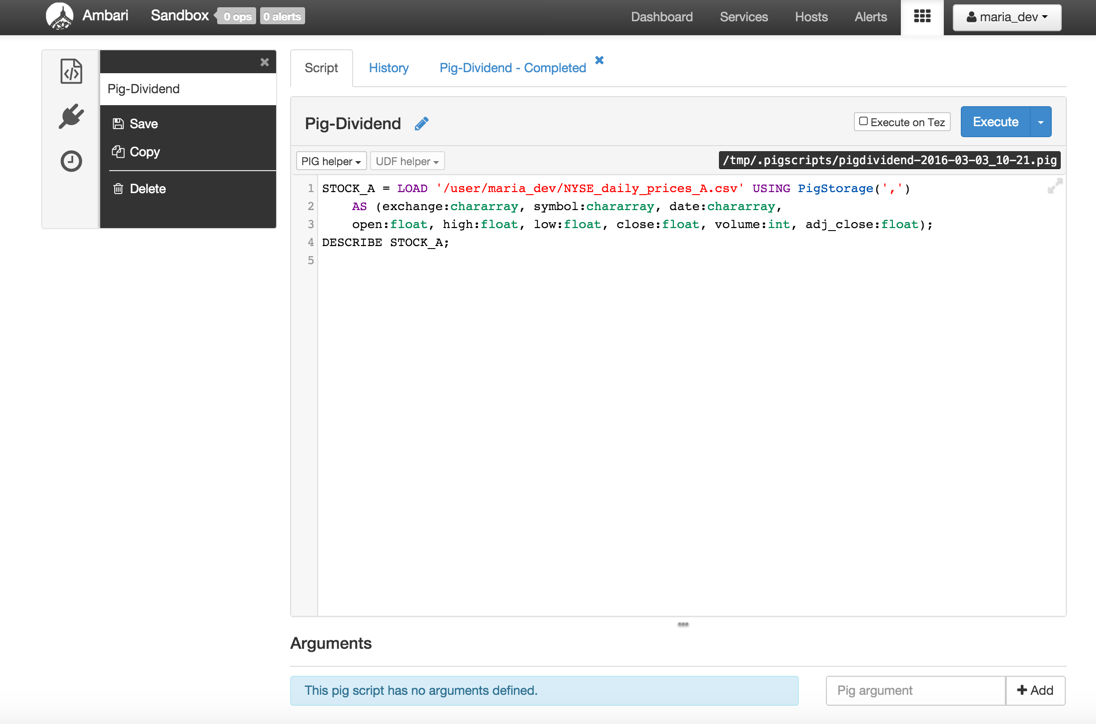 Ambari Sandbox 0 ops 0 alerts Dashboard Services Hosts Alerts maria_dev
Pig-Dividend
Save
Copy
Delete
Script History Pig-Dividend - Completed
Pig-Dividend Execute on Tez Execute
PIG helper UDF helper /tmp/.pigscripts/pigdividend-2016-03-03_10-21.pig
1 STOCK_A = LOAD '/user/maria_dev/NYSE_daily_prices_A.csv' USING PigStorage(',')
2 AS (exchange:chararray, symbol:chararray, date:chararray,
3 open:float, high:float, low:float, close:float, volume:int, adj_close:float);
4 DESCRIBE STOCK_A;
5
Arguments
This pig script has no arguments defined. Pig argument + Add